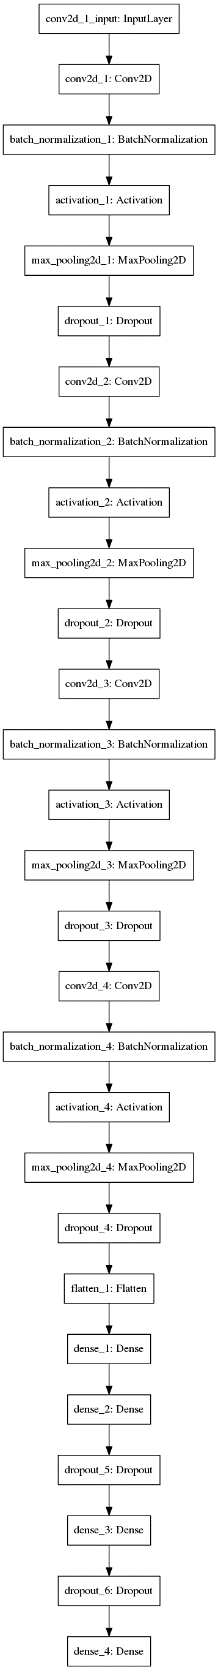 conv2d_1_input: InputLayer
conv2d_1: Conv2D
batch_normalization_1: BatchNormalization
activation_1: Activation
max_pooling2d_1: MaxPooling2D
dropout_1: Dropout
conv2d_2: Conv2D
batch_normalization_2: BatchNormalization
activation_2: Activation
max_pooling2d_2: MaxPooling2D
dropout_2: Dropout
conv2d_3: Conv2D
batch_normalization_3: BatchNormalization
activation_3: Activation
max_pooling2d_3: MaxPooling2D
dropout_3: Dropout
conv2d_4: Conv2D
batch_normalization_4: BatchNormalization
activation_4: Activation
max_pooling2d_4: MaxPooling2D
dropout_4: Dropout
flatten_1: Flatten
dense_1: Dense
dense_2: Dense
dropout_5: Dropout
dense_3: Dense
dropout_6: Dropout
dense_4: Dense